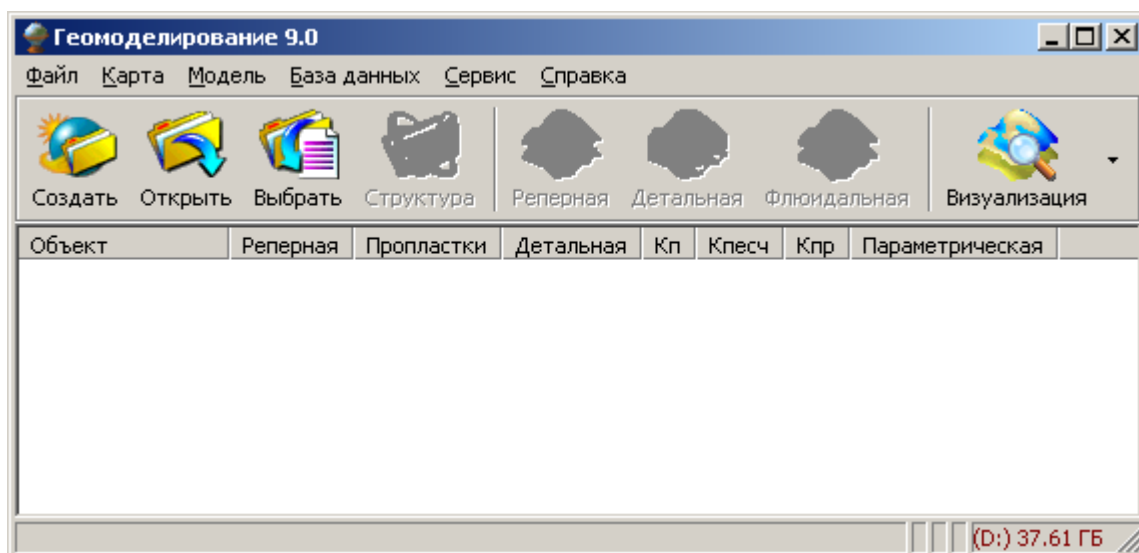 Геомоделирование 9.0
Файл Карта Модель База данных Сервис Справка
Создать Открыть Выбрать Структура Реперная Детальная Флюидальная Визуализация
Объект Реперная Пропластки Детальная Кп Кпесч Кпр Параметрическая
(D:) 37.61 ГБ